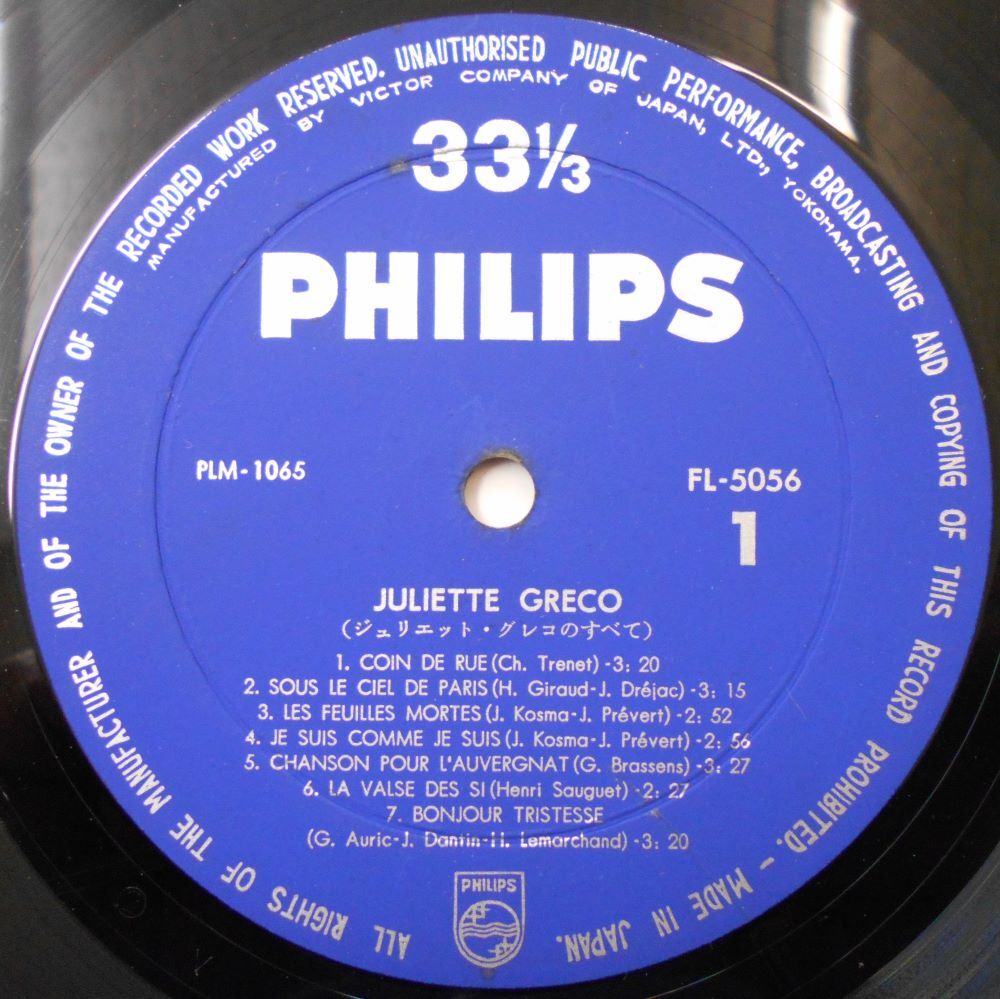 ALL RIGHTS OF THE MANUFACTURER AND OF THE OWNER OF THE RECORDED WORK RESERVED. UNAUTHORISED PUBLIC PERFORMANCE, BROADCASTING AND COPYING OF THIS RECORD PROHIBITED. - MADE IN JAPAN.
MANUFACTURED BY VICTOR COMPANY OF JAPAN, LTD., YOKOHAMA.
33⅓
PHILIPS
PLM-1065
FL-5056
1
JULIETTE GRECO
(ジュリエット・グレコのすべて)
1. COIN DE RUE (Ch. Trenet) -3: 20
2. SOUS LE CIEL DE PARIS (H. Giraud-J. Dréjac) -3: 15
3. LES FEUILLES MORTES (J. Kosma-J. Prévert) -2: 52
4. JE SUIS COMME JE SUIS (J. Kosma-J. Prévert) -2: 56
5. CHANSON POUR L'AUVERGNAT (G. Brassens) -3: 27
6. LA VALSE DES SI (Henri Sauguet) -2: 27
7. BONJOUR TRISTESSE
(G. Auric-J. Dantin-H. Lemarchand) -3: 20
PHILIPS